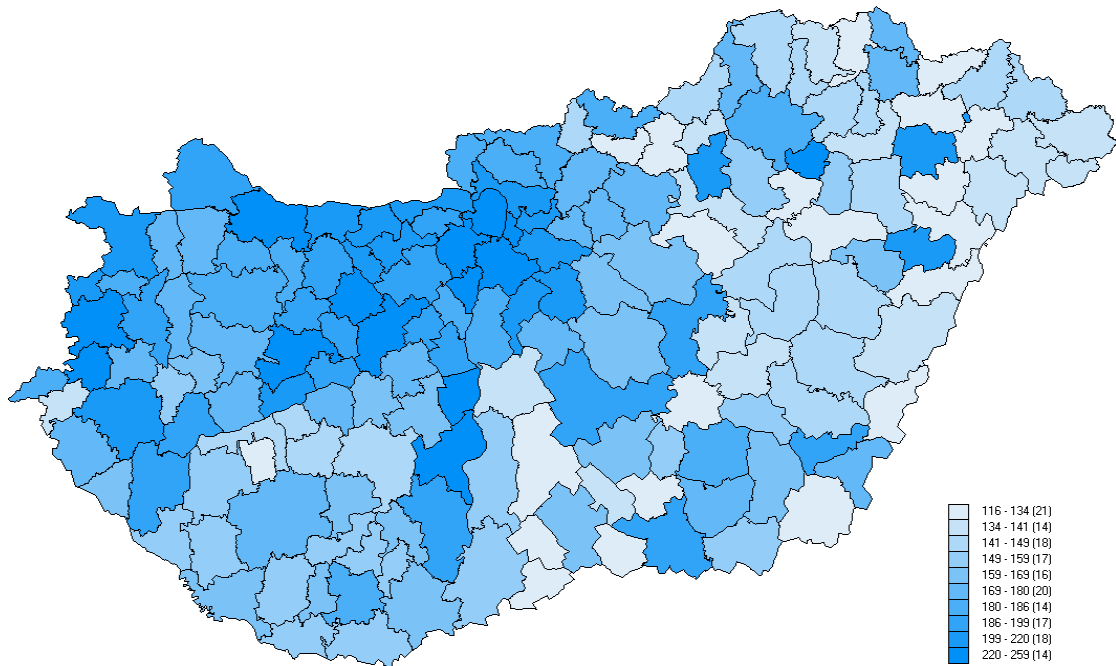 116 - 134 (21)
134 - 141 (14)
141 - 149 (18)
149 - 159 (17)
159 - 169 (16)
169 - 180 (20)
180 - 186 (14)
186 - 199 (17)
199 - 220 (18)
220 - 259 (14)